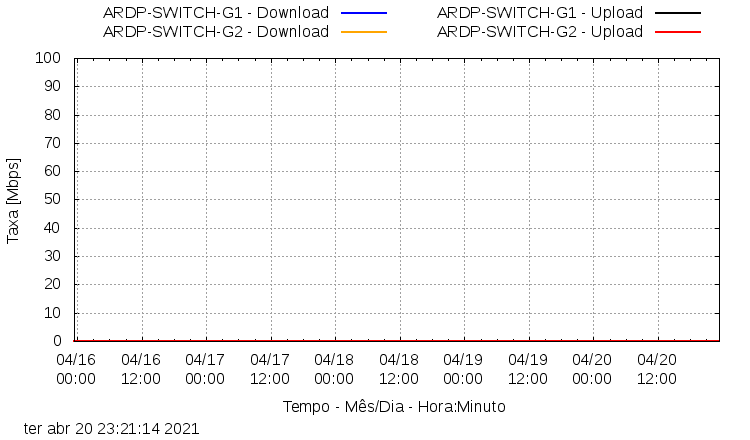 ARDP-SWITCH-G1 - Download ARDP-SWITCH-G1 - Upload
ARDP-SWITCH-G2 - Download ARDP-SWITCH-G2 - Upload
100
90
80
70
60
50
40
30
20
10
0
Taxa [Mbps]
04/16 04/16 04/17 04/17 04/18 04/18 04/19 04/19 04/20 04/20
00:00 12:00 00:00 12:00 00:00 12:00 00:00 12:00 00:00 12:00
Tempo - Mês/Dia - Hora:Minuto
ter abr 20 23:21:14 2021